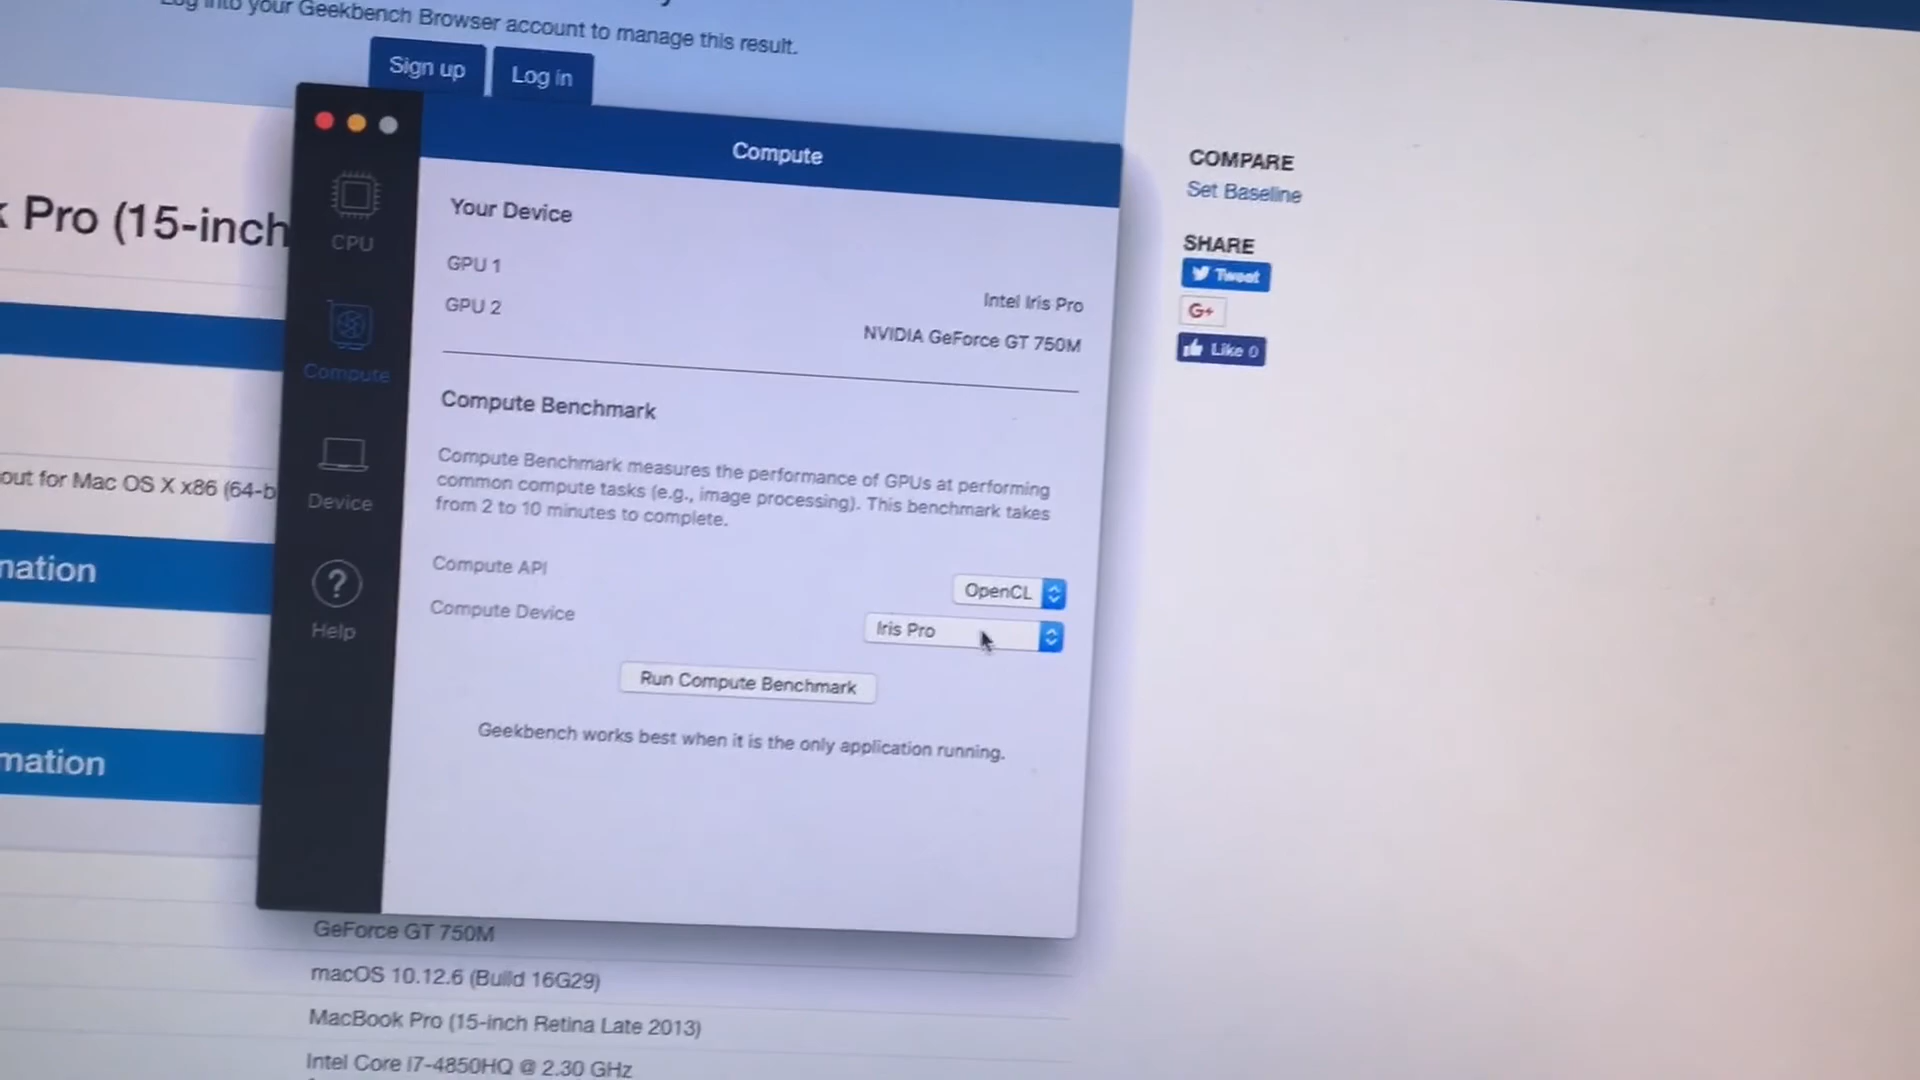 Log into your Geekbench Browser account to manage this result.
Sign up
Log in
Pro (15-inch
out for Mac OS X x86 (64-b
mation
mation
Compute
CPU
Compute
Device
?
Help
Your Device
GPU 1
Intel Iris Pro
GPU 2
NVIDIA GeForce GT 750M
Compute Benchmark
Compute Benchmark measures the performance of GPUs at performing
common compute tasks (e.g., image processing). This benchmark takes
from 2 to 10 minutes to complete.
Compute API
OpenCL
Compute Device
Iris Pro
Run Compute Benchmark
Geekbench works best when it is the only application running.
GeForce GT 750M
macOS 10.12.6 (Build 16G29)
MacBook Pro (15-inch Retina Late 2013)
Intel Core i7-4850HQ @ 2.30 GHz
COMPARE
Set Baseline
SHARE
Tweet
G+
Like 0